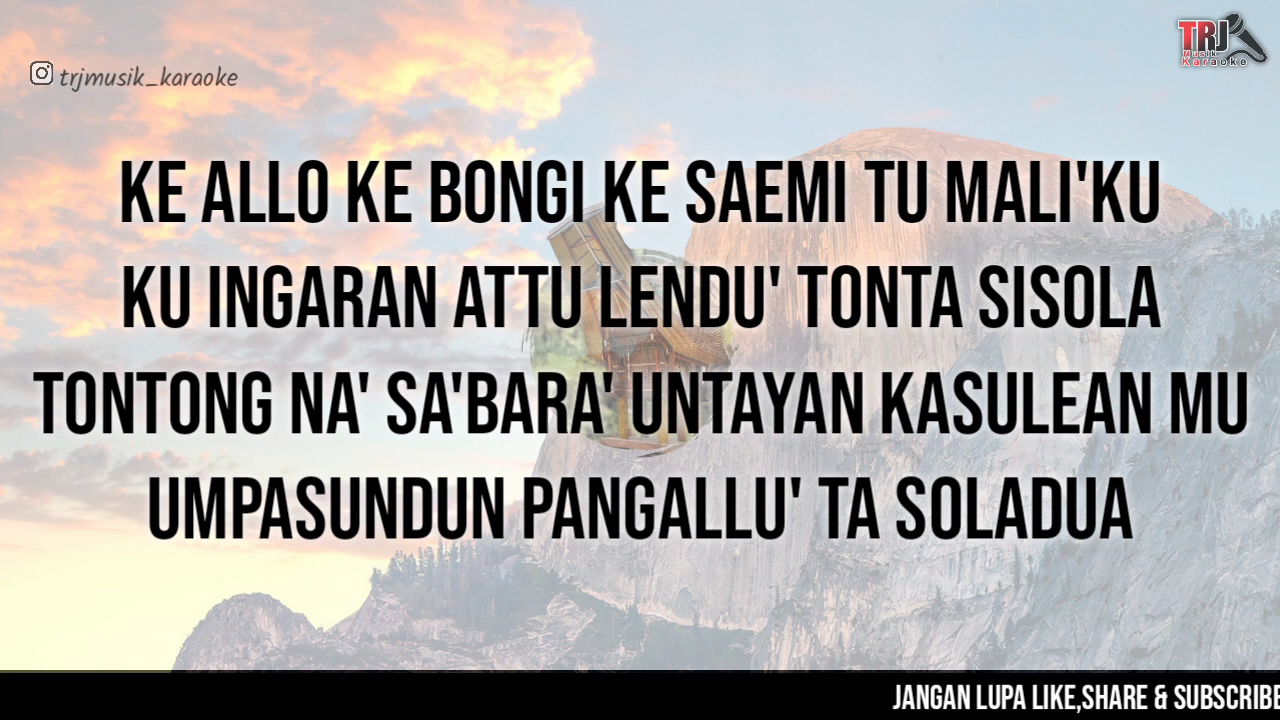 TRJ
Musik
Karaoke
trjmusik_karaoke
KE ALLO KE BONGI KE SAEMI TU MALI'KU
KU INGARAN ATTU LENDU' TONTA SISOLA
TONTONG NA' SA'BARA' UNTAYAN KASULEAN MU
UMPASUNDUN PANGALLU' TA SOLADUA
JANGAN LUPA LIKE,SHARE & SUBSCRIBE